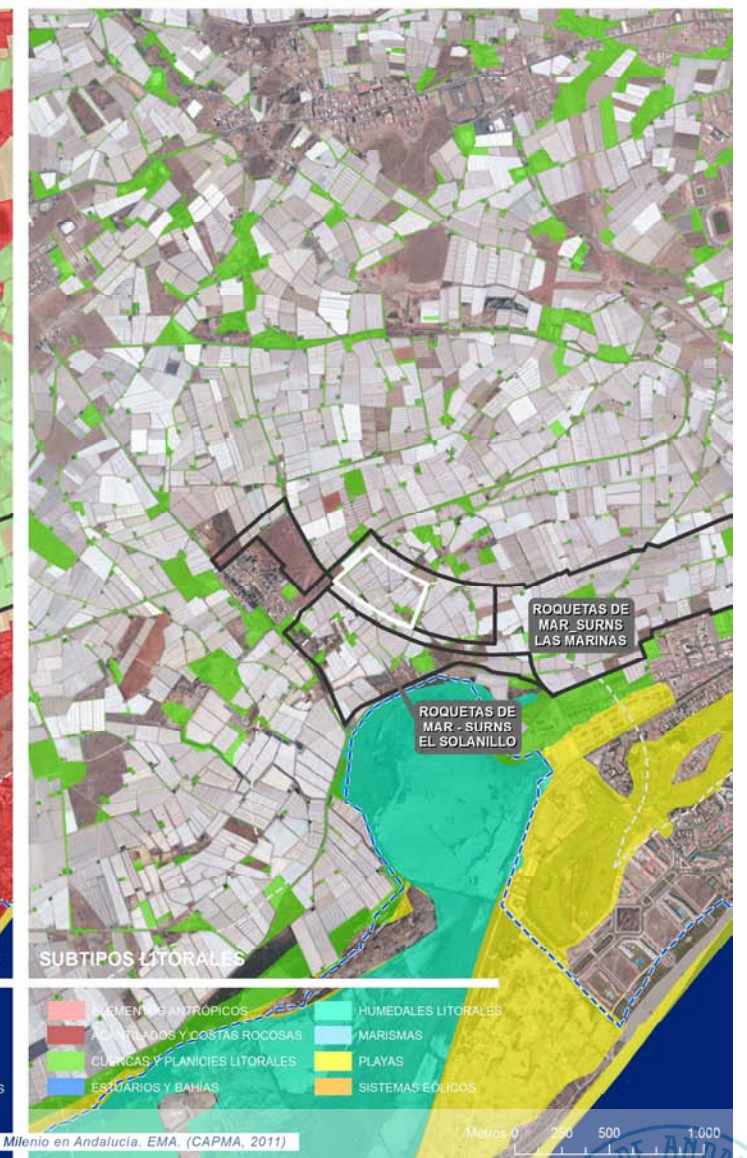 ROQUETAS DE
MAR_SURNS
LAS MARINAS
ROQUETAS DE
MAR - SURNS
EL SOLANILLO
SUBTIPOS LITORALES
ELEMENTOS ANTRÓPICOS
ACANTILADOS Y COSTAS ROCOSAS
CUENCAS Y PLANICIES LITORALES
ESTUARIOS Y BAHÍAS
HUMEDALES LITORALES
MARISMAS
PLAYAS
SISTEMAS EÓLICOS
S
Milenio en Andalucía. EMA. (CAPMA, 2011)
Metros 0 250 500 1.000
DE ANDA